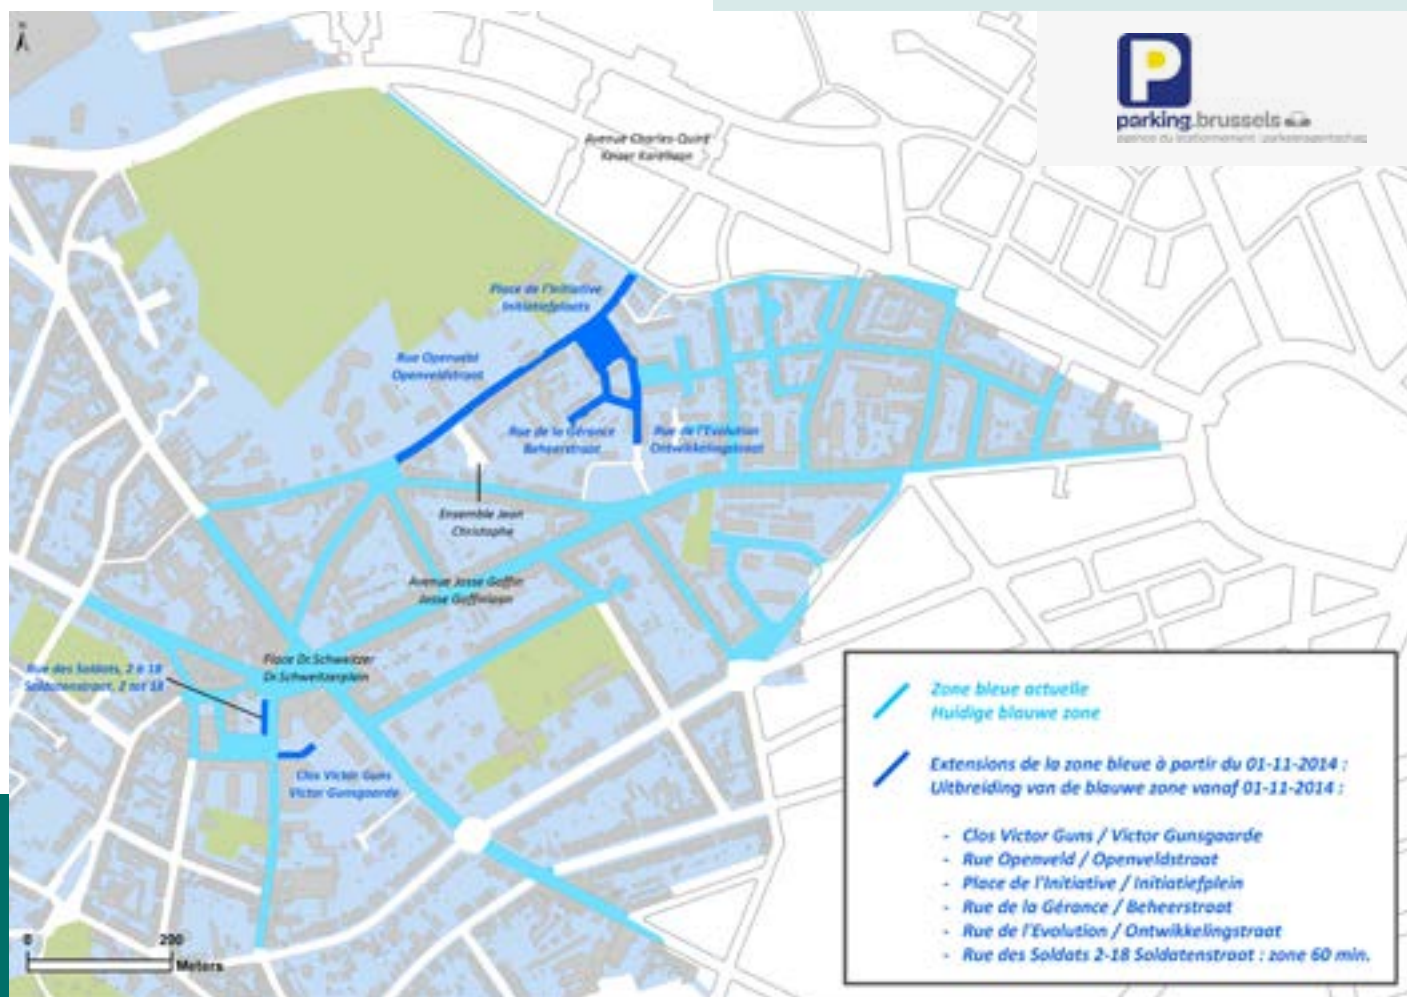 N
parking.brussels
agence du stationnement | parkeeragentschap
Avenue Charles-Quint
Keizer Karellaan
Place de l'Initiative
Initiatiefplaats
Rue Openveld
Openveldstraat
Rue de la Gérance
Beheerstraat
Rue de l'Evolution
Ontwikkelingstraat
Ensemble Jean
Christophe
Avenue Josse Goffin
Josse Goffinlaan
Place Dr.Schweitzer
Dr.Schweitzerplein
Rue des Soldats, 2 à 18
Soldatenstraat, 2 tot 18
Clos Victor Guns
Victor Gunsgaarde
Zone bleue actuelle
Huidige blauwe zone
Extensions de la zone bleue à partir du 01-11-2014 :
Uitbreiding van de blauwe zone vanaf 01-11-2014 :
- Clos Victor Guns / Victor Gunsgaarde
- Rue Openveld / Openveldstraat
- Place de l'Initiative / Initiatiefplein
- Rue de la Gérance / Beheerstraat
- Rue de l'Evolution / Ontwikkelingstraat
- Rue des Soldats 2-18 Soldatenstraat : zone 60 min.
0 200
Meters